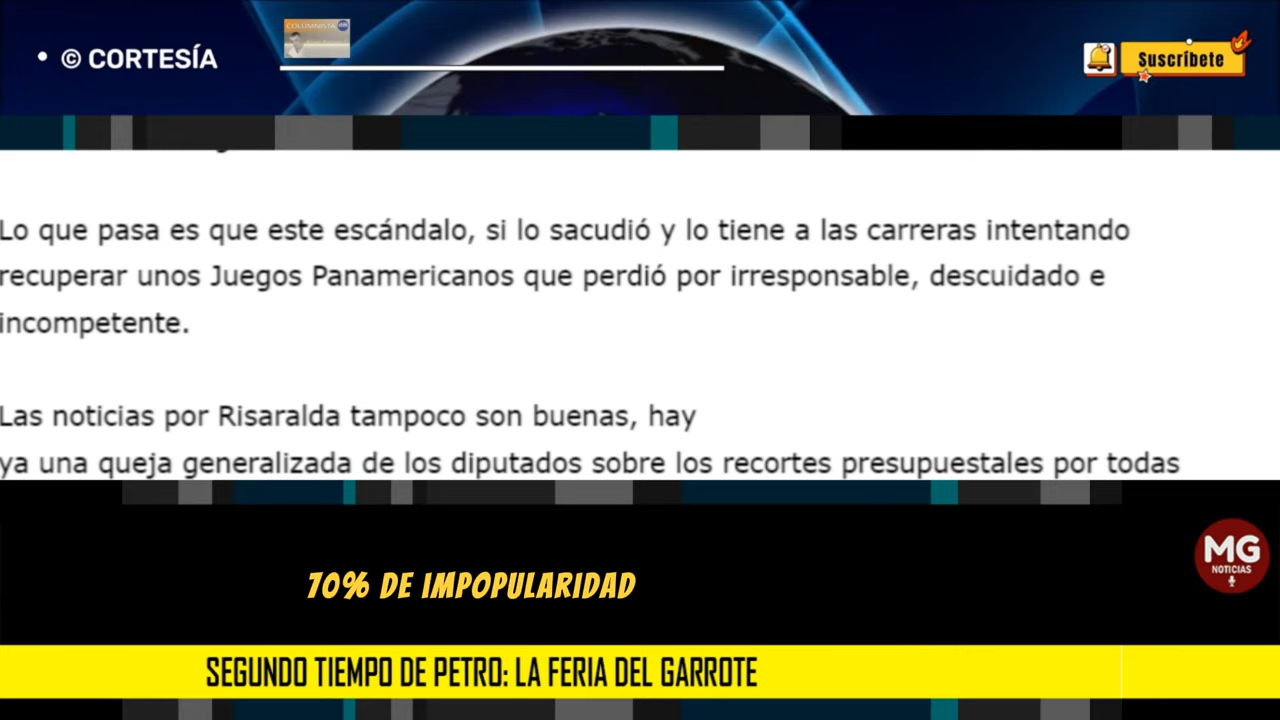 • © CORTESÍA
COLUMNISTA
Suscríbete
Lo que pasa es que este escándalo, si lo sacudió y lo tiene a las carreras intentando
recuperar unos Juegos Panamericanos que perdió por irresponsable, descuidado e
incompetente.
Las noticias por Risaralda tampoco son buenas, hay
ya una queja generalizada de los diputados sobre los recortes presupuestales por todas
MG
NOTICIAS
70% DE IMPOPULARIDAD
SEGUNDO TIEMPO DE PETRO: LA FERIA DEL GARROTE